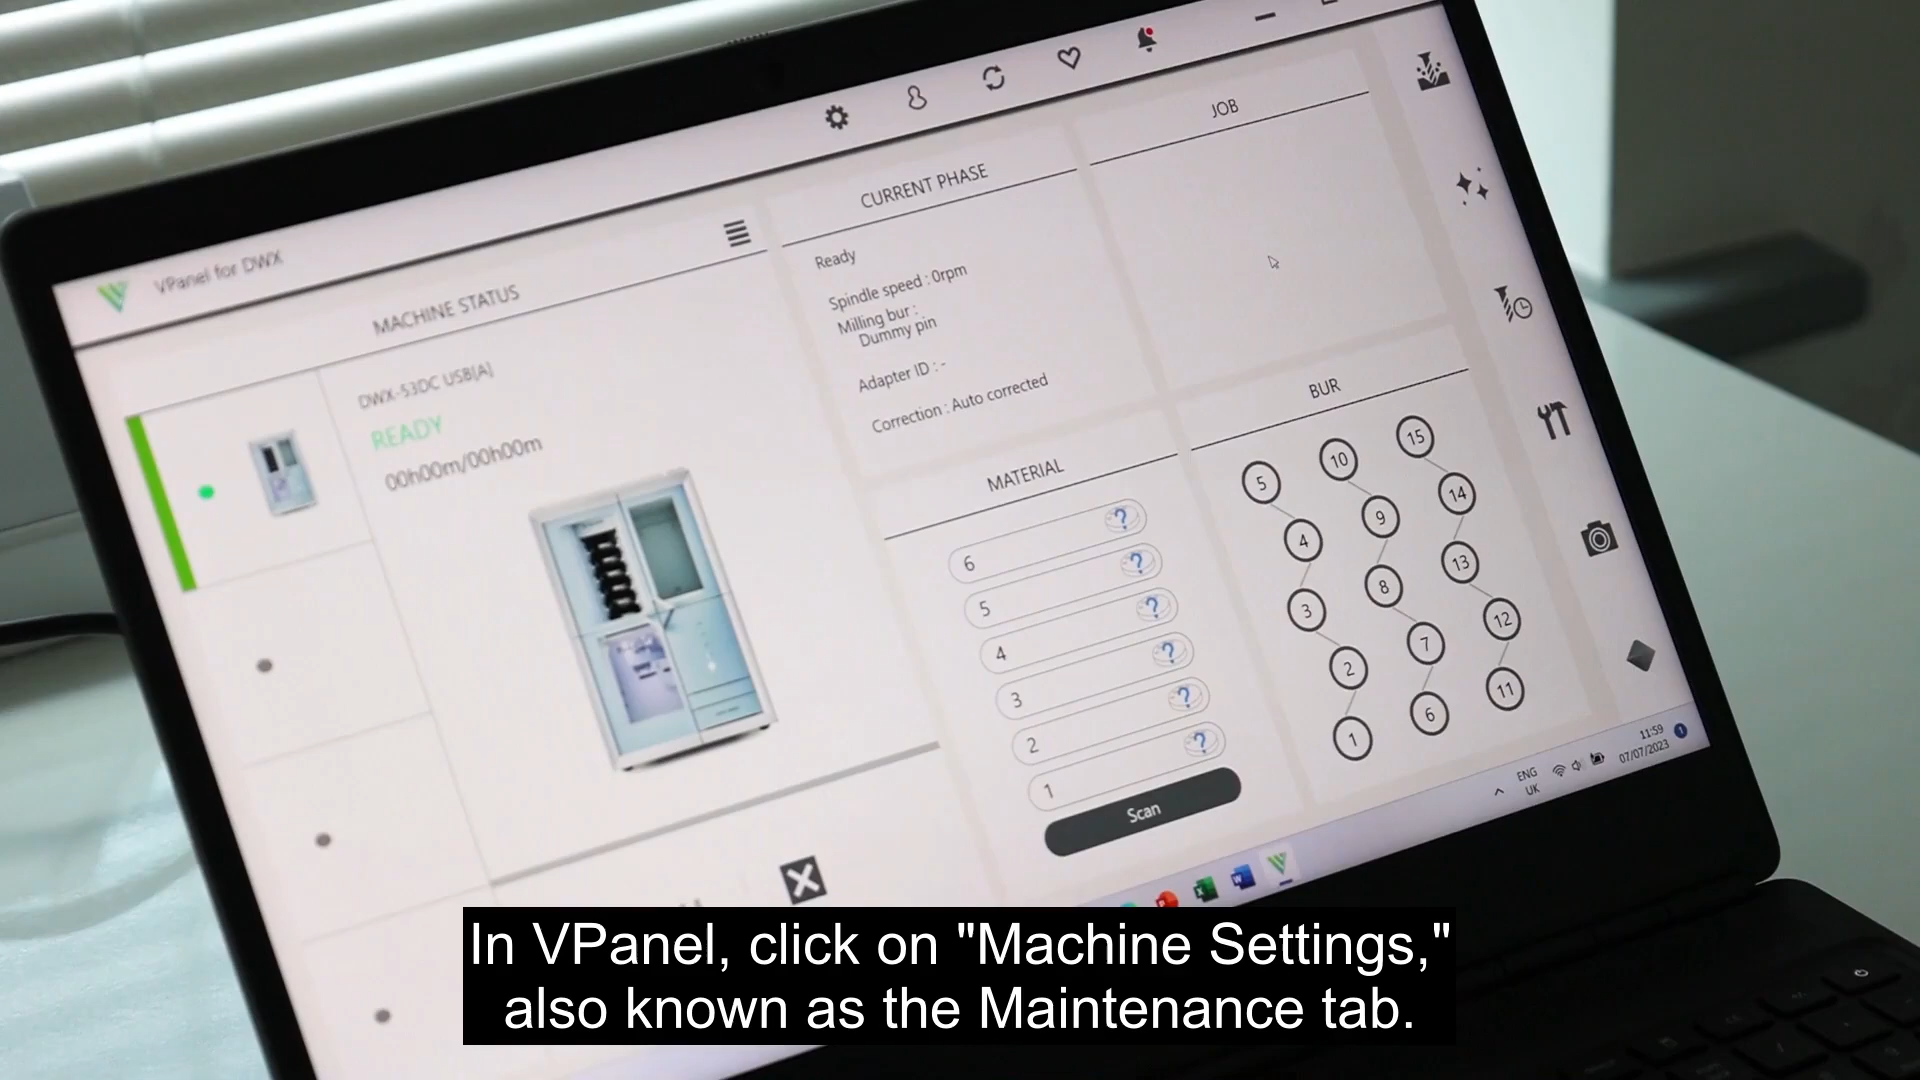 VPanel for DWX
MACHINE STATUS
DWX-53DC USB(A)
READY
00h00m/00h00m
CURRENT PHASE
Ready
Spindle speed : 0rpm
Milling bur :
Dummy pin
Adapter ID : -
Correction : Auto corrected
JOB
MATERIAL
6 ?
5 ?
4 ?
3 ?
2 ?
1 ?
Scan
BUR
5 10 15
4 9 14
3 8 13
2 7 12
1 6 11
ENG
UK
11:59
07/07/2023
1
In VPanel, click on "Machine Settings,"
also known as the Maintenance tab.